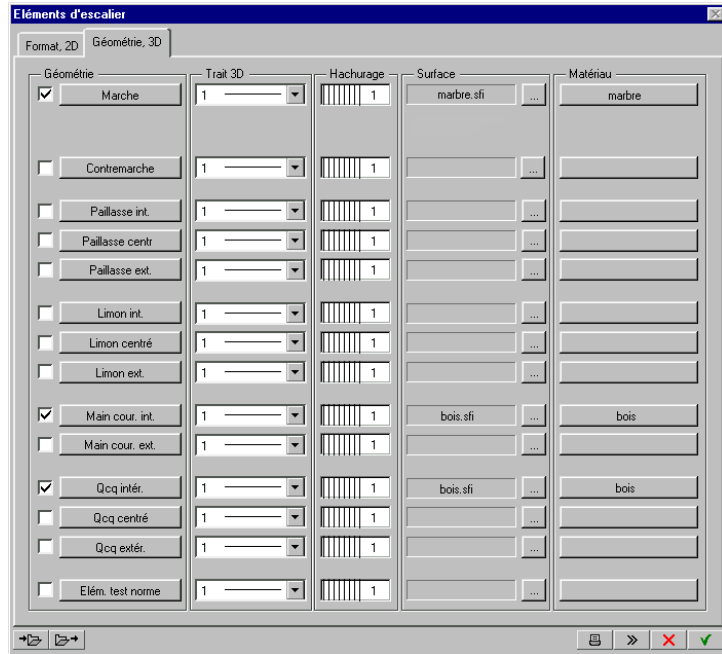 Eléments d'escalier
Format, 2D Géométrie, 3D
Géométrie Trait 3D Hachurage Surface Matériau
Marche 1 1 marbre.sfi ... marbre
Contremarche 1 1 ...
Paillasse int. 1 1 ...
Paillasse centr 1 1 ...
Paillasse ext. 1 1 ...
Limon int. 1 1 ...
Limon centré 1 1 ...
Limon ext. 1 1 ...
Main cour. int. 1 1 bois.sfi ... bois
Main cour. ext. 1 1 ...
Qcq intér. 1 1 bois.sfi ... bois
Qcq centré 1 1 ...
Qcq extér. 1 1 ...
Elém. test norme 1 1 ...